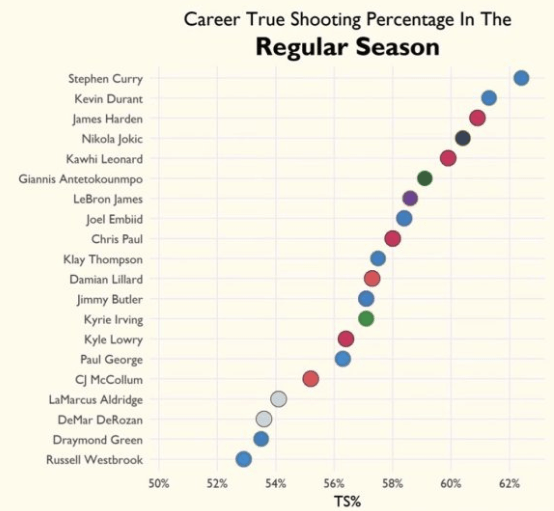 Career True Shooting Percentage In The
Regular Season
Stephen Curry
Kevin Durant
James Harden
Nikola Jokic
Kawhi Leonard
Giannis Antetokounmpo
LeBron James
Joel Embiid
Chris Paul
Klay Thompson
Damian Lillard
Jimmy Butler
Kyrie Irving
Kyle Lowry
Paul George
CJ McCollum
LaMarcus Aldridge
DeMar DeRozan
Draymond Green
Russell Westbrook
50% 52% 54% 56% 58% 60% 62%
TS%